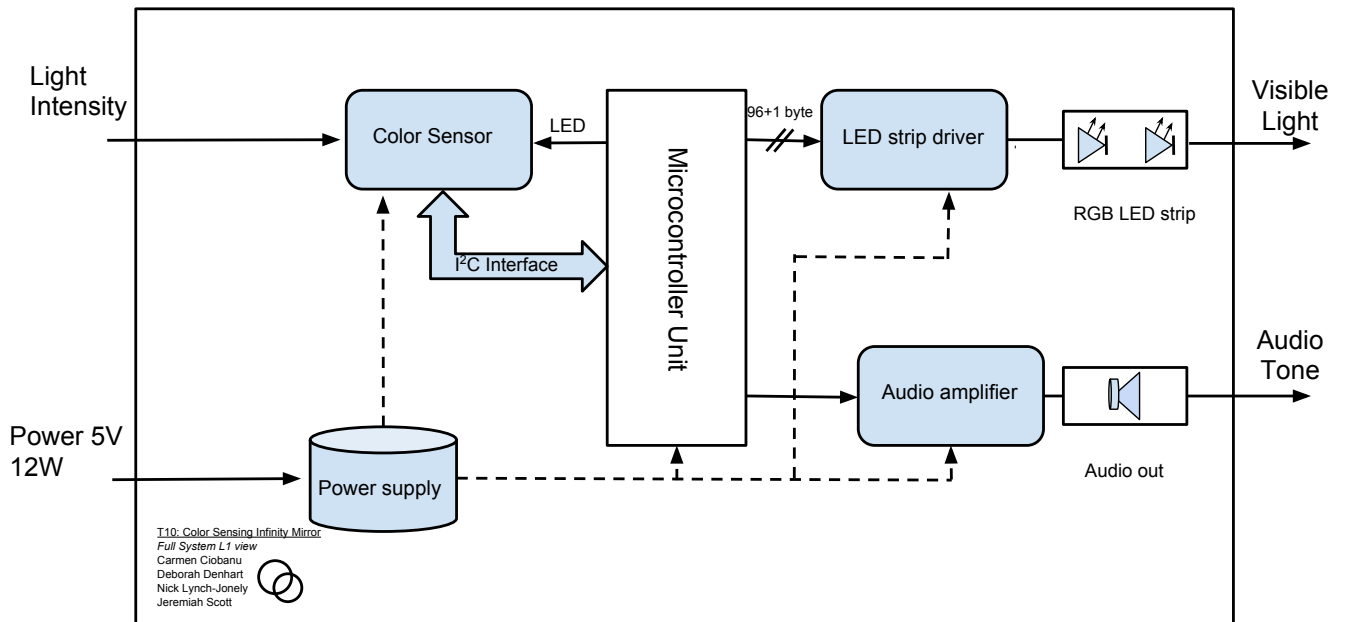 Light
Intensity
Color Sensor
LED
96+1 byte
LED strip driver
Visible
Light
RGB LED strip
I²C Interface
Microcontroller Unit
Audio amplifier
Audio
Tone
Audio out
Power 5V
12W
Power supply
T10: Color Sensing Infinity Mirror
Full System L1 view
Carmen Ciobanu
Deborah Denhart
Nick Lynch-Jonely
Jeremiah Scott